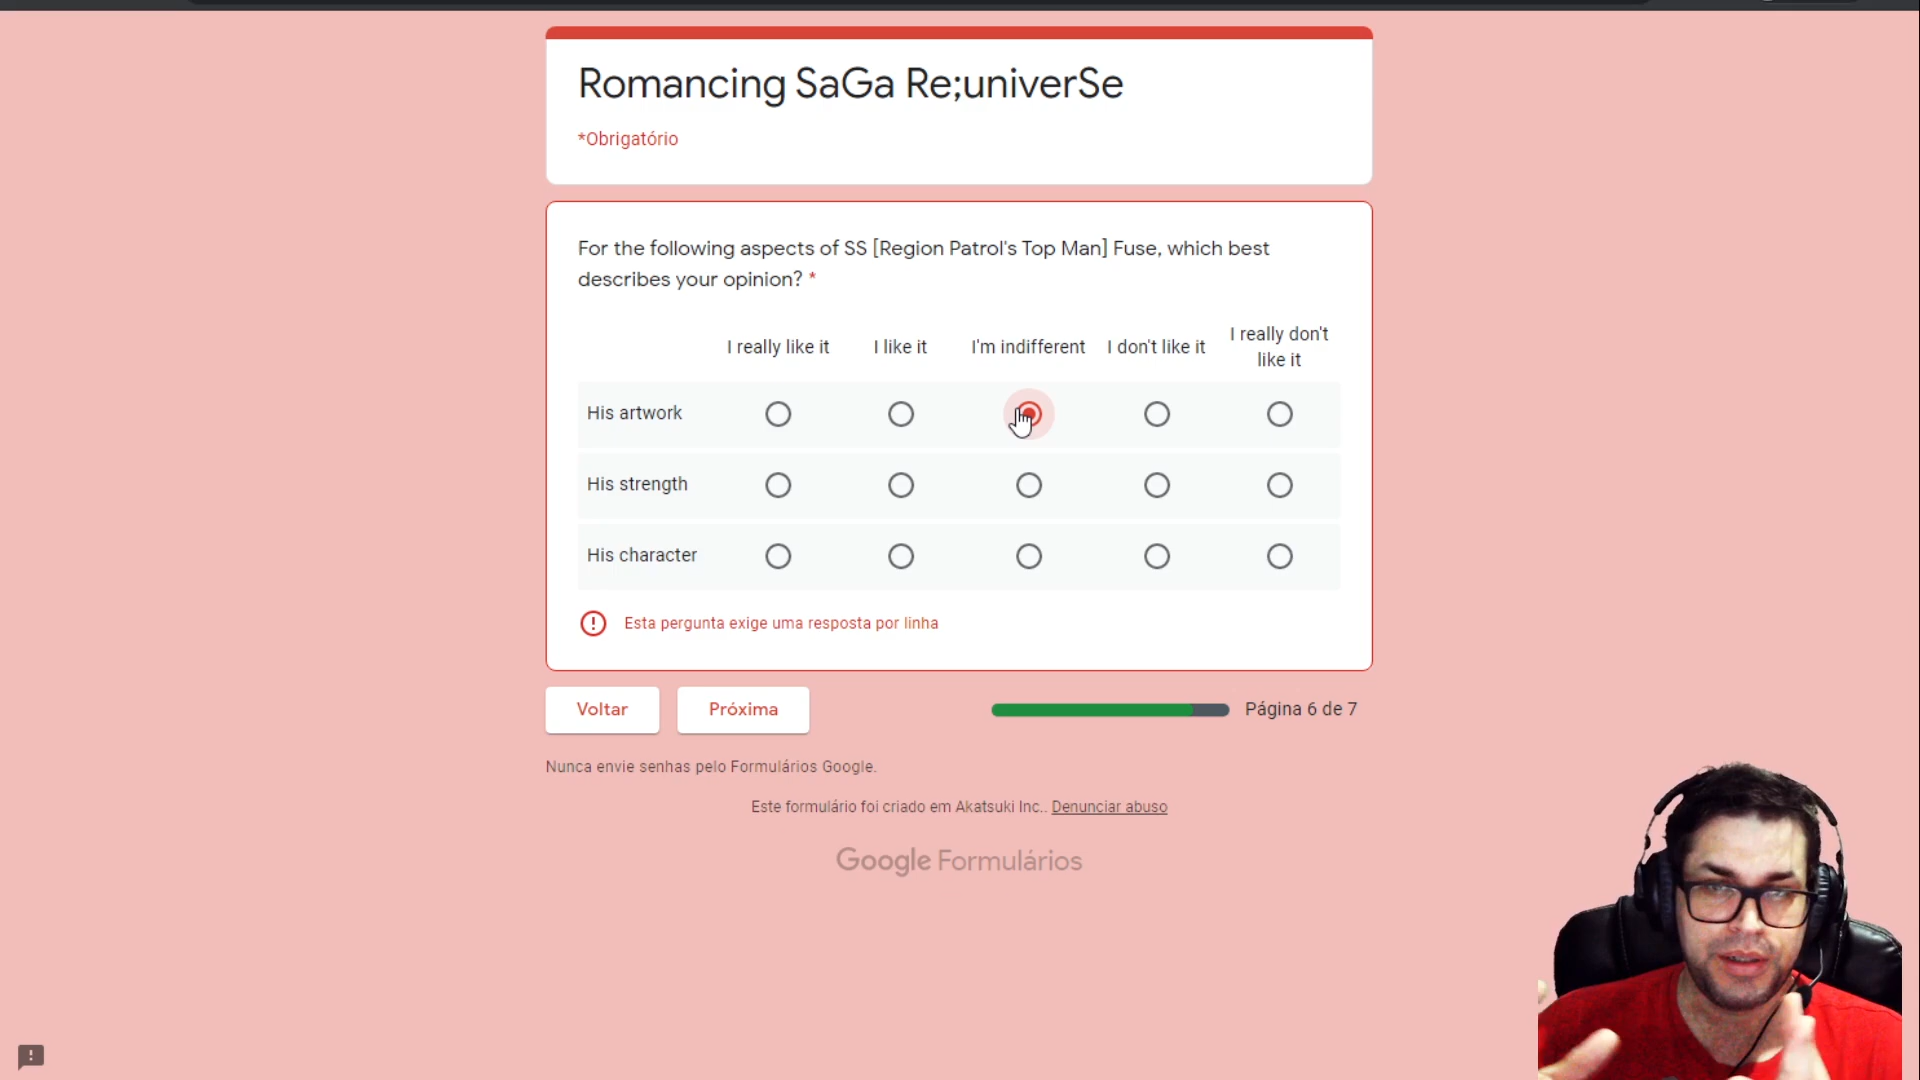 Romancing SaGa Re;univerSe
*Obrigatório
For the following aspects of SS [Region Patrol's Top Man] Fuse, which best
describes your opinion? *
I really like it I like it I'm indifferent I don't like it I really don't
like it
His artwork
His strength
His character
Esta pergunta exige uma resposta por linha
Voltar Próxima Página 6 de 7
Nunca envie senhas pelo Formulários Google.
Este formulário foi criado em Akatsuki Inc.. Denunciar abuso
Google Formulários